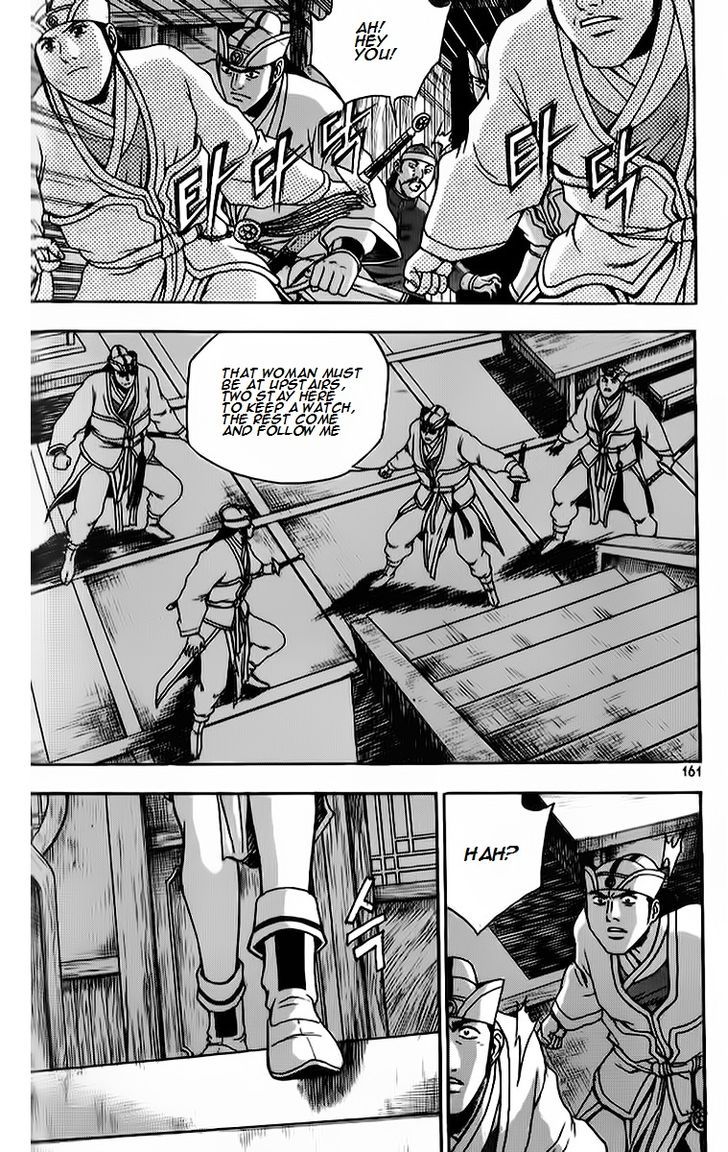 AH!
HEY
YOU!
타다닥
타닥
THAT WOMAN MUST
BE AT UPSTAIRS,
TWO STAY HERE
TO KEEP A WATCH,
THE REST COME
AND FOLLOW ME
161
HAH?